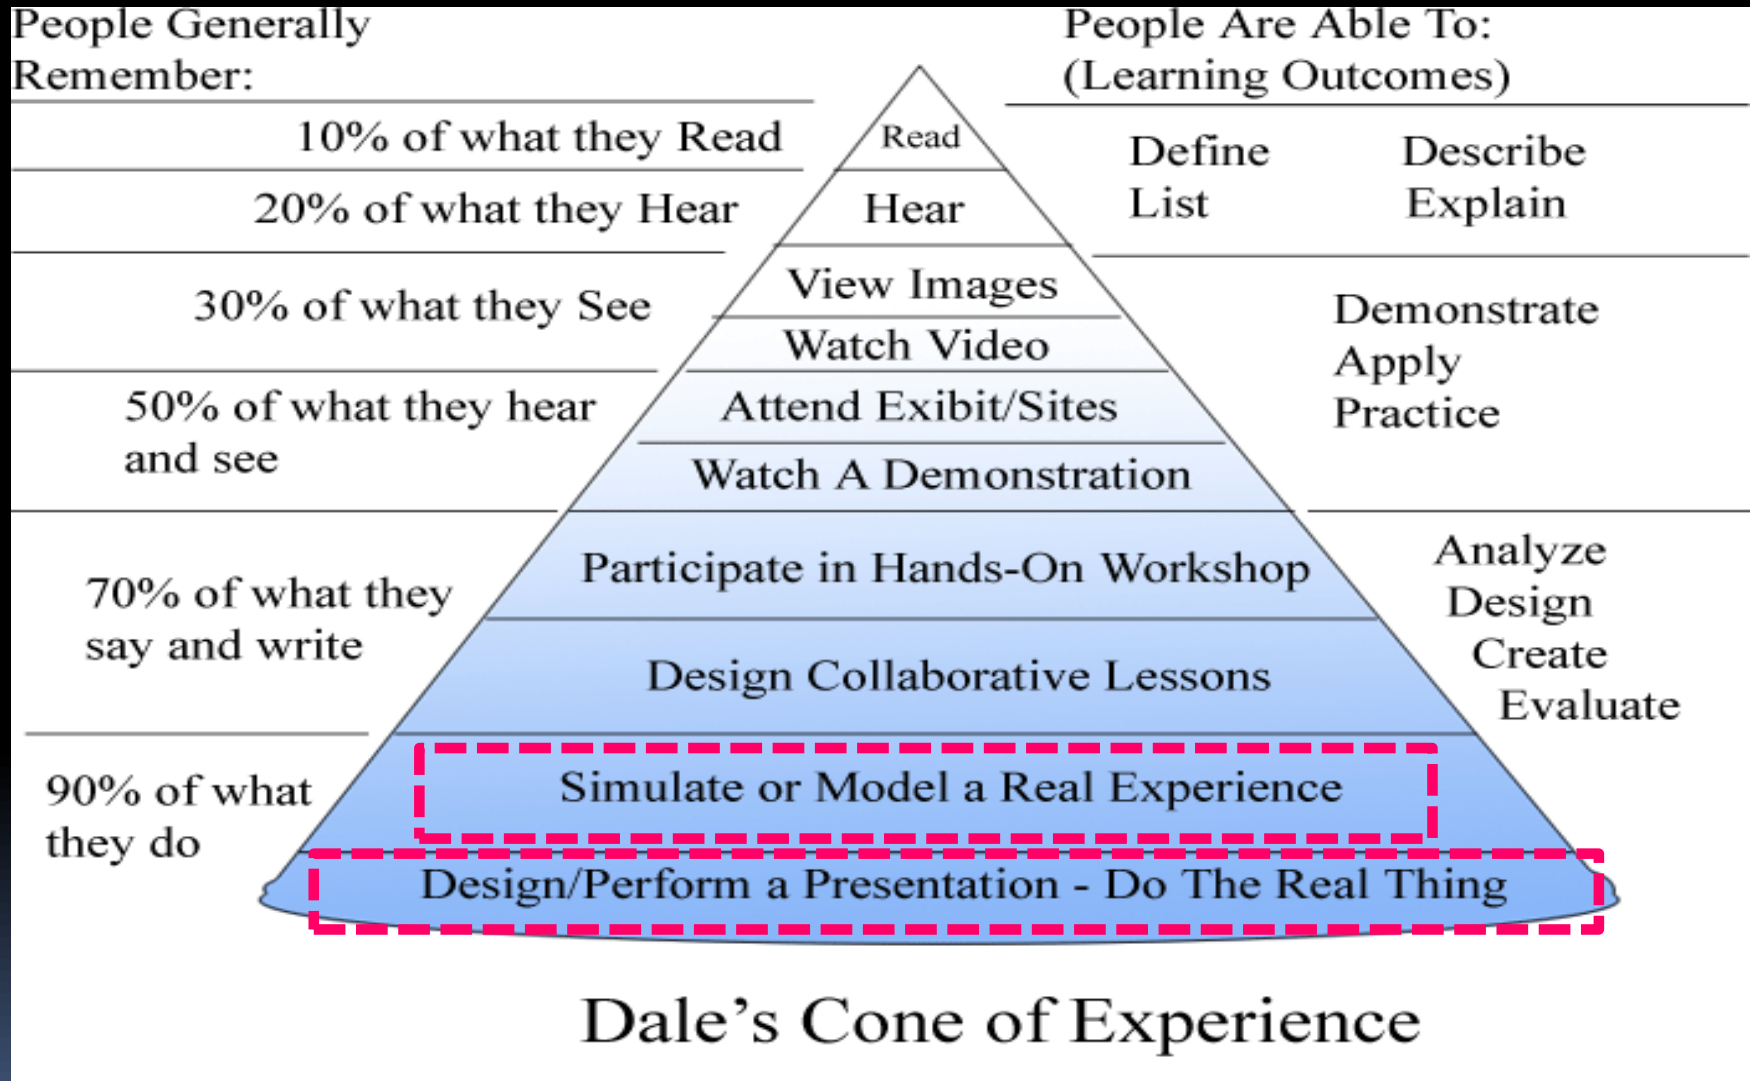 People Generally
Remember:
10% of what they Read
20% of what they Hear
30% of what they See
50% of what they hear
and see
70% of what they
say and write
90% of what
they do
Read
Hear
View Images
Watch Video
Attend Exibit/Sites
Watch A Demonstration
Participate in Hands-On Workshop
Design Collaborative Lessons
Simulate or Model a Real Experience
Design/Perform a Presentation - Do The Real Thing
People Are Able To:
(Learning Outcomes)
Define Describe
List Explain
Demonstrate
Apply
Practice
Analyze
Design
Create
Evaluate
Dale's Cone of Experience